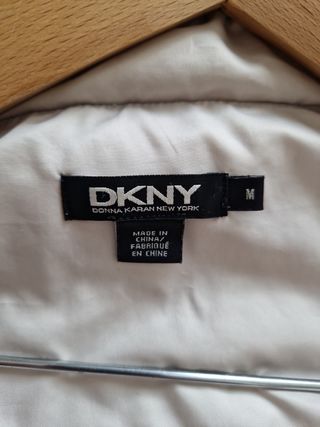 DKNY
DONNA KARAN NEW YORK
M
MADE IN
CHINA/
FABRIQUÉ
EN CHINE